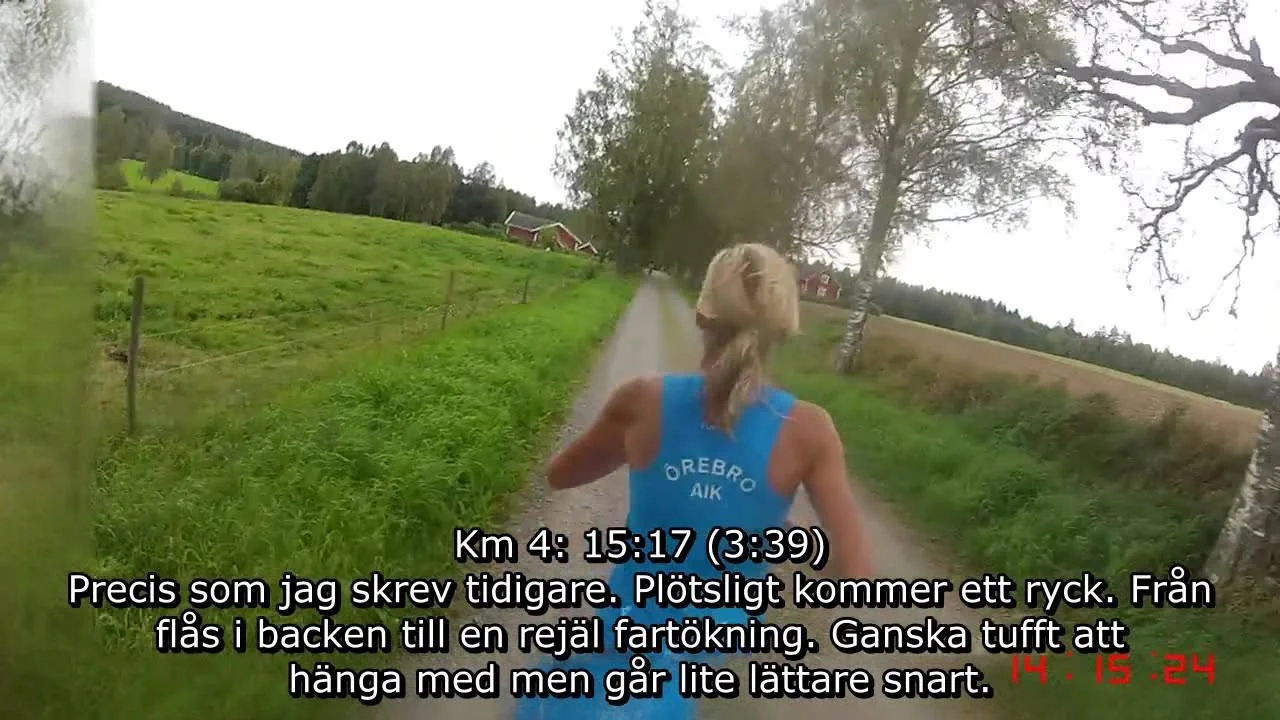 ÖREBRO
AIK
Km 4: 15:17 (3:39)
Precis som jag skrev tidigare. Plötsligt kommer ett ryck. Från
flås i backen till en rejäl fartökning. Ganska tufft att
hänga med men går lite lättare snart.
14:15:24